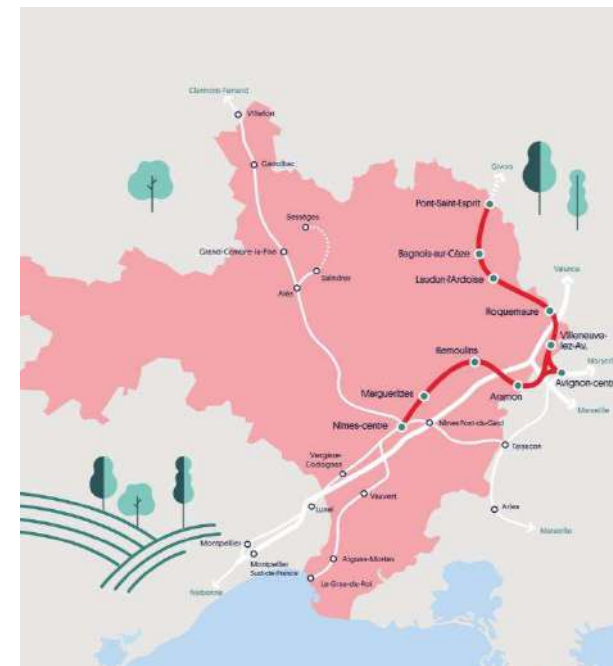 Clermont-Ferrand
Villefort
Génolhac
Givors
Pont-Saint-Esprit
Bessèges
Bagnols-sur-Cèze
Grand-Combe-la-Pise
Salindres
Laudun-l'Ardoise
Valence
Alès
Roquemaure
Villeneuve-
lez-Av.
Remoulins
Marseil
Avignon-centr
Marguerittes
Aramon
Marseille
Nîmes-centre
Nîmes Pont-du-Gard
Tarascon
Vergèze-
Codognan
Vauvert
Lunel
Arles
Marseille
Montpellier
Montpellier
Sud-de-France
Aigues-Mortes
Le-Grau-du-Roi
Narbonne